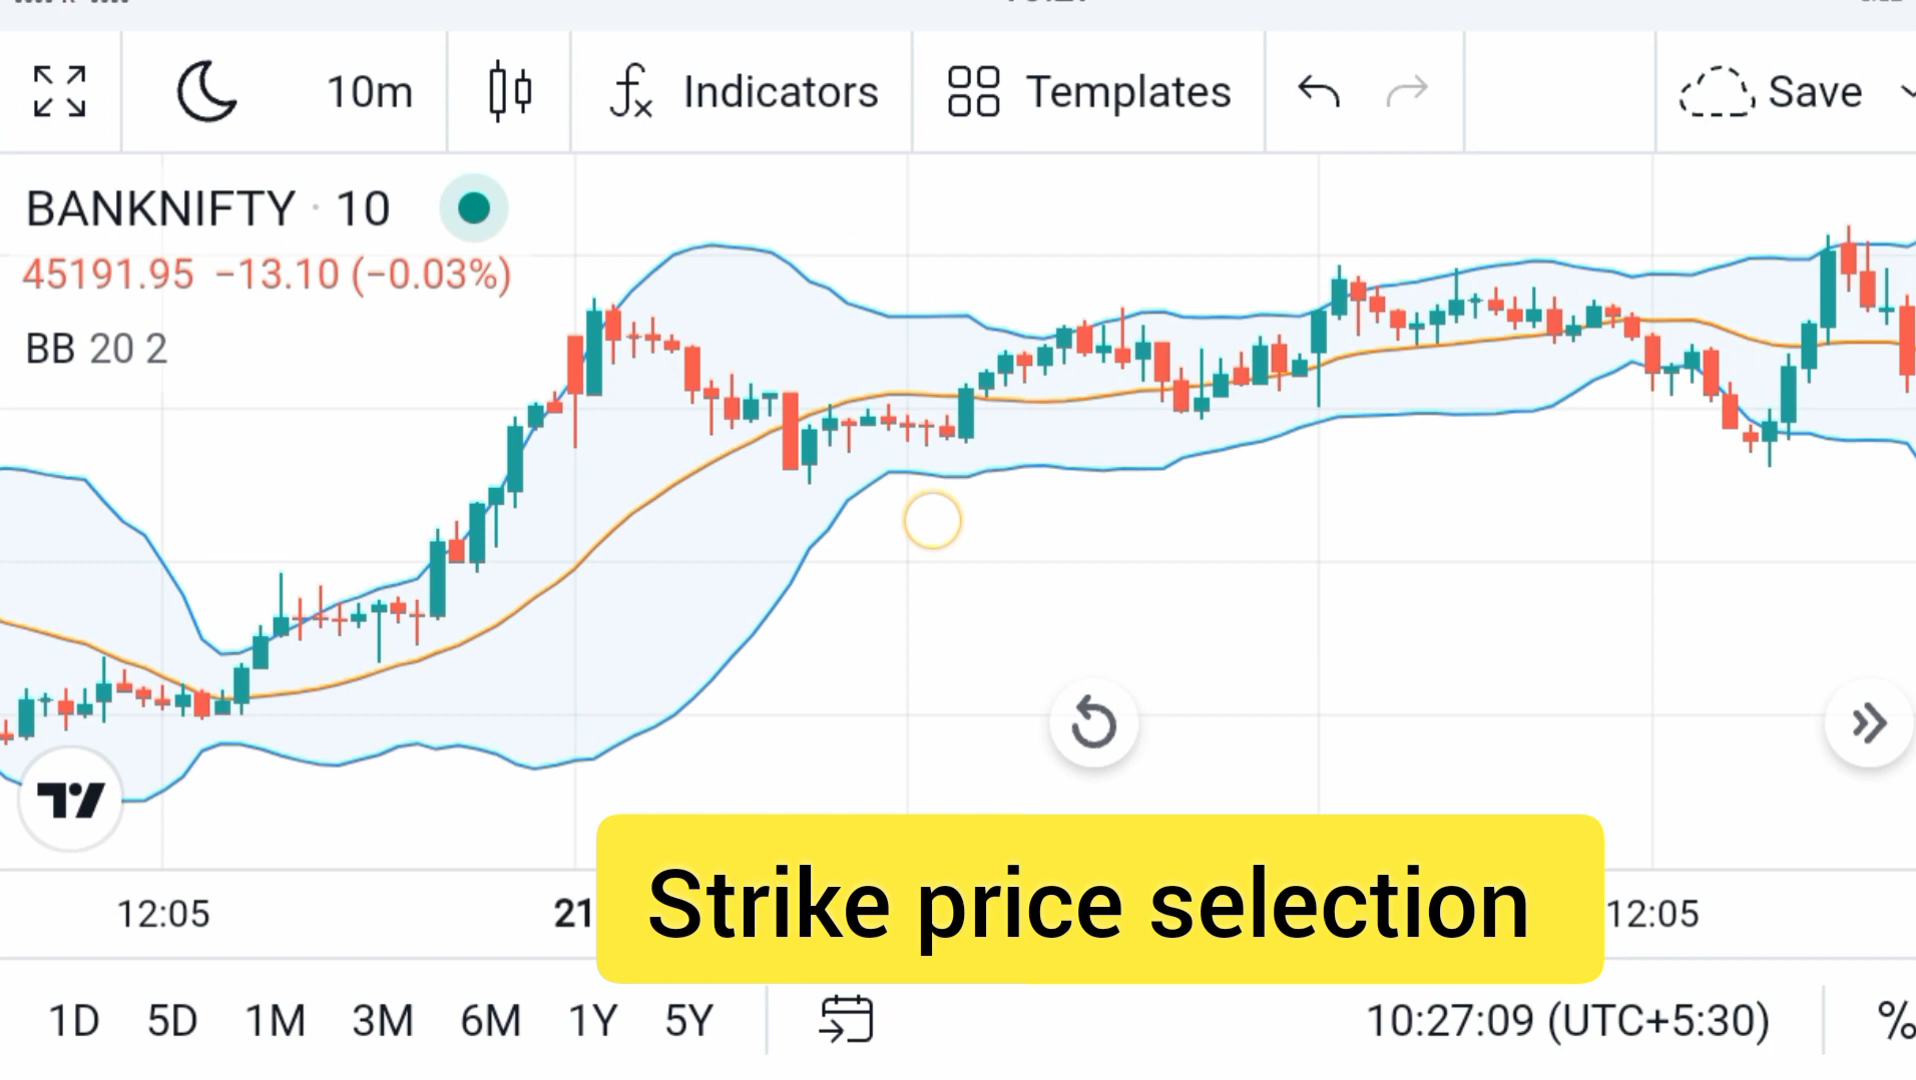 10m
Indicators
Templates
Save
BANKNIFTY · 10
45191.95 −13.10 (−0.03%)
BB 20 2
12:05
21
Strike price selection
12:05
1D 5D 1M 3M 6M 1Y 5Y
10:27:09 (UTC+5:30)
%